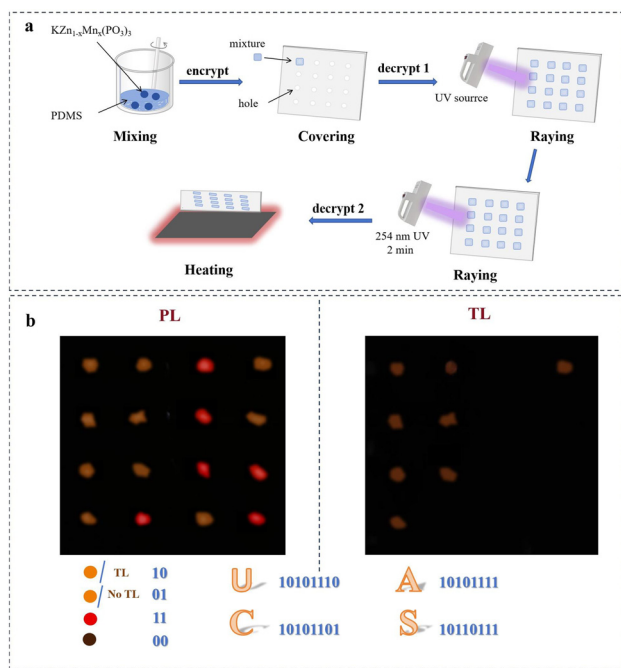 a
KZn1-xMnx(PO3)3
PDMS
Mixing
encrypt
mixture
hole
Covering
decrypt 1
UV sourrce
Raying
254 nm UV
2 min
Raying
decrypt 2
Heating
b
PL
TL
/ TL 10
/ No TL 01
11
00
U 10101110
C 10101101
A 10101111
S 10110111